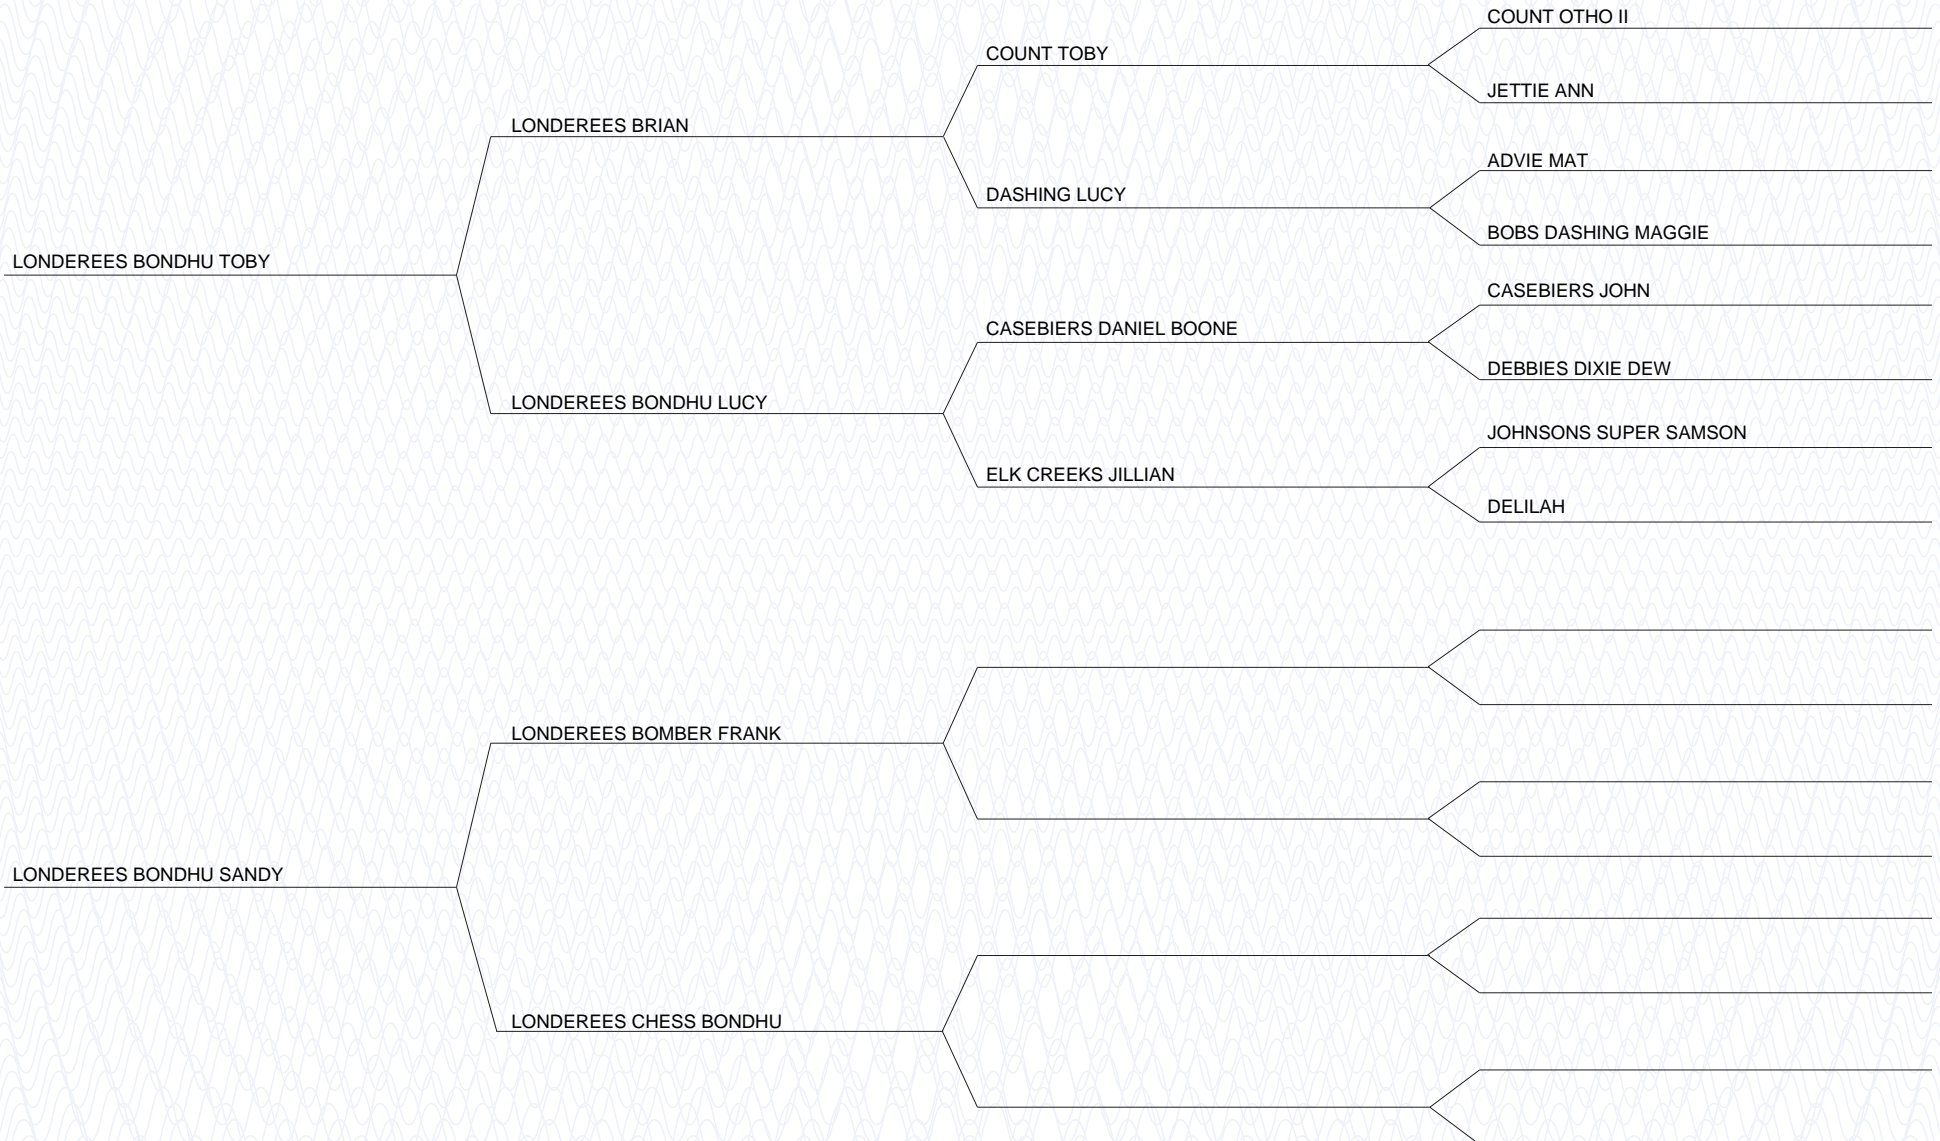 COUNT OTHO II
COUNT TOBY
JETTIE ANN
LONDEREES BRIAN
ADVIE MAT
DASHING LUCY
BOBS DASHING MAGGIE
LONDEREES BONDHU TOBY
CASEBIERS JOHN
CASEBIERS DANIEL BOONE
DEBBIES DIXIE DEW
LONDEREES BONDHU LUCY
JOHNSONS SUPER SAMSON
ELK CREEKS JILLIAN
DELILAH
LONDEREES BOMBER FRANK
LONDEREES BONDHU SANDY
LONDEREES CHESS BONDHU